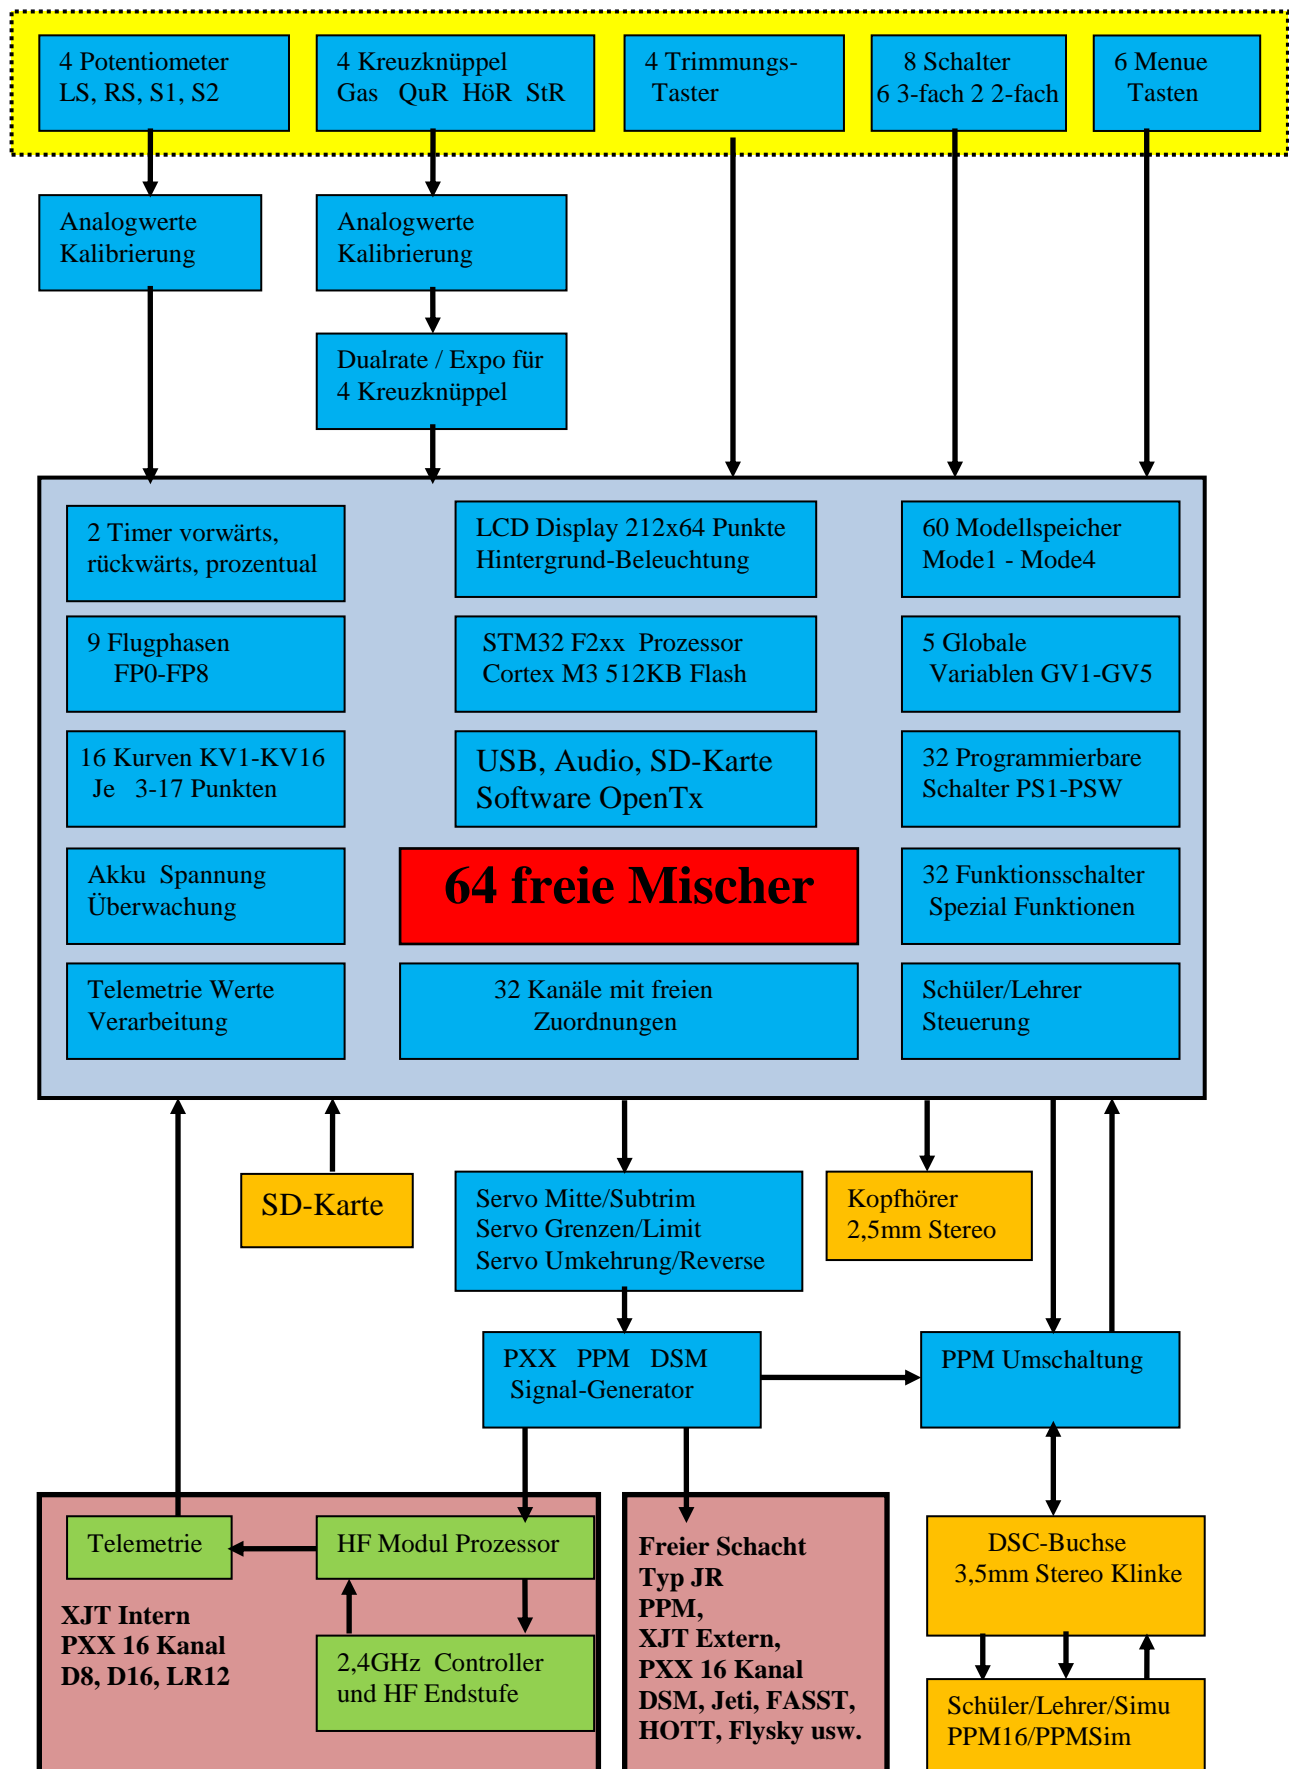 4 Potentiometer
LS, RS, S1, S2
4 Kreuzknüppel
Gas QuR HöR StR
4 Trimmungs-
Taster
8 Schalter
6 3-fach 2 2-fach
6 Menue
Tasten
Analogwerte
Kalibrierung
Analogwerte
Kalibrierung
Dualrate / Expo für
4 Kreuzknüppel
2 Timer vorwärts,
rückwärts, prozentual
LCD Display 212x64 Punkte
Hintergrund-Beleuchtung
60 Modellspeicher
Mode1 - Mode4
9 Flugphasen
FP0-FP8
STM32 F2xx Prozessor
Cortex M3 512KB Flash
5 Globale
Variablen GV1-GV5
16 Kurven KV1-KV16
Je 3-17 Punkten
USB, Audio, SD-Karte
Software OpenTx
32 Programmierbare
Schalter PS1-PSW
Akku Spannung
Überwachung
64 freie Mischer
32 Funktionsschalter
Spezial Funktionen
Telemetrie Werte
Verarbeitung
32 Kanäle mit freien
Zuordnungen
Schüler/Lehrer
Steuerung
SD-Karte
Servo Mitte/Subtrim
Servo Grenzen/Limit
Servo Umkehrung/Reverse
Kopfhörer
2,5mm Stereo
PXX PPM DSM
Signal-Generator
PPM Umschaltung
Telemetrie
HF Modul Prozessor
XJT Intern
PXX 16 Kanal
D8, D16, LR12
2,4GHz Controller
und HF Endstufe
Freier Schacht
Typ JR
PPM,
XJT Extern,
PXX 16 Kanal
DSM, Jeti, FASST,
HOTT, Flysky usw.
DSC-Buchse
3,5mm Stereo Klinke
Schüler/Lehrer/Simu
PPM16/PPMSim